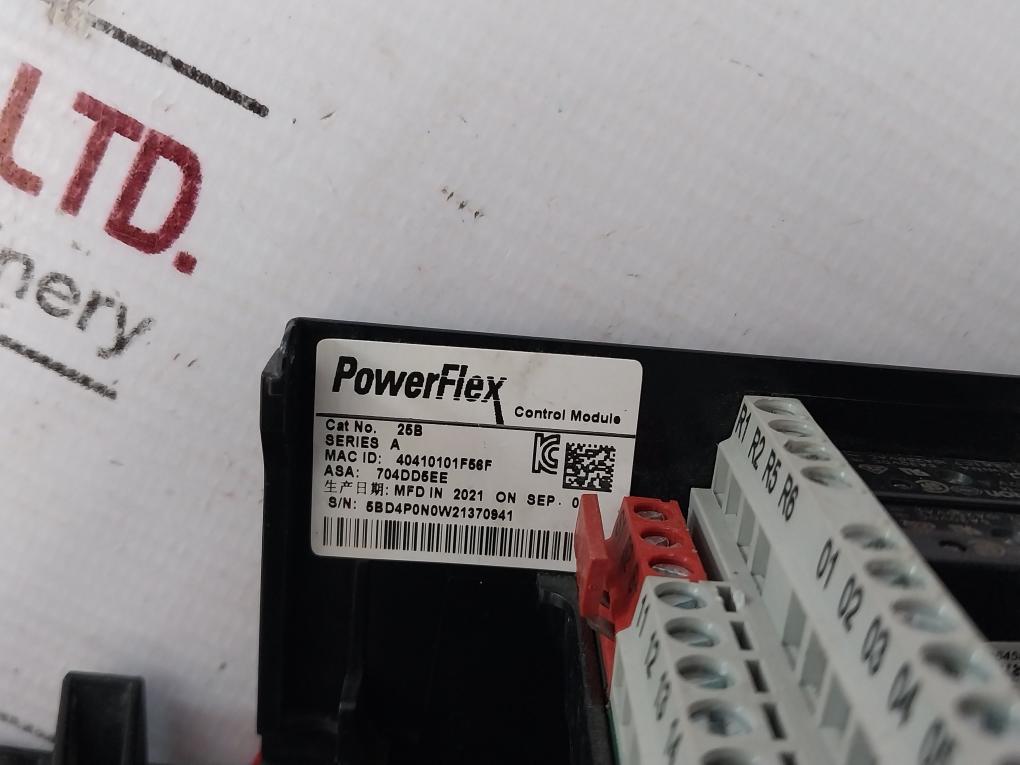 LTD.
nery
PowerFlex
Control Module
Cat No. 25B
SERIES A
MAC ID: 40410101F56F
ASA: 704DD5EE
生产日期: MFD IN 2021 ON SEP. 0
S/N: 5BD4P0N0W21370941
R1 R2 R5 R6
01 02 03 04
11 12 13